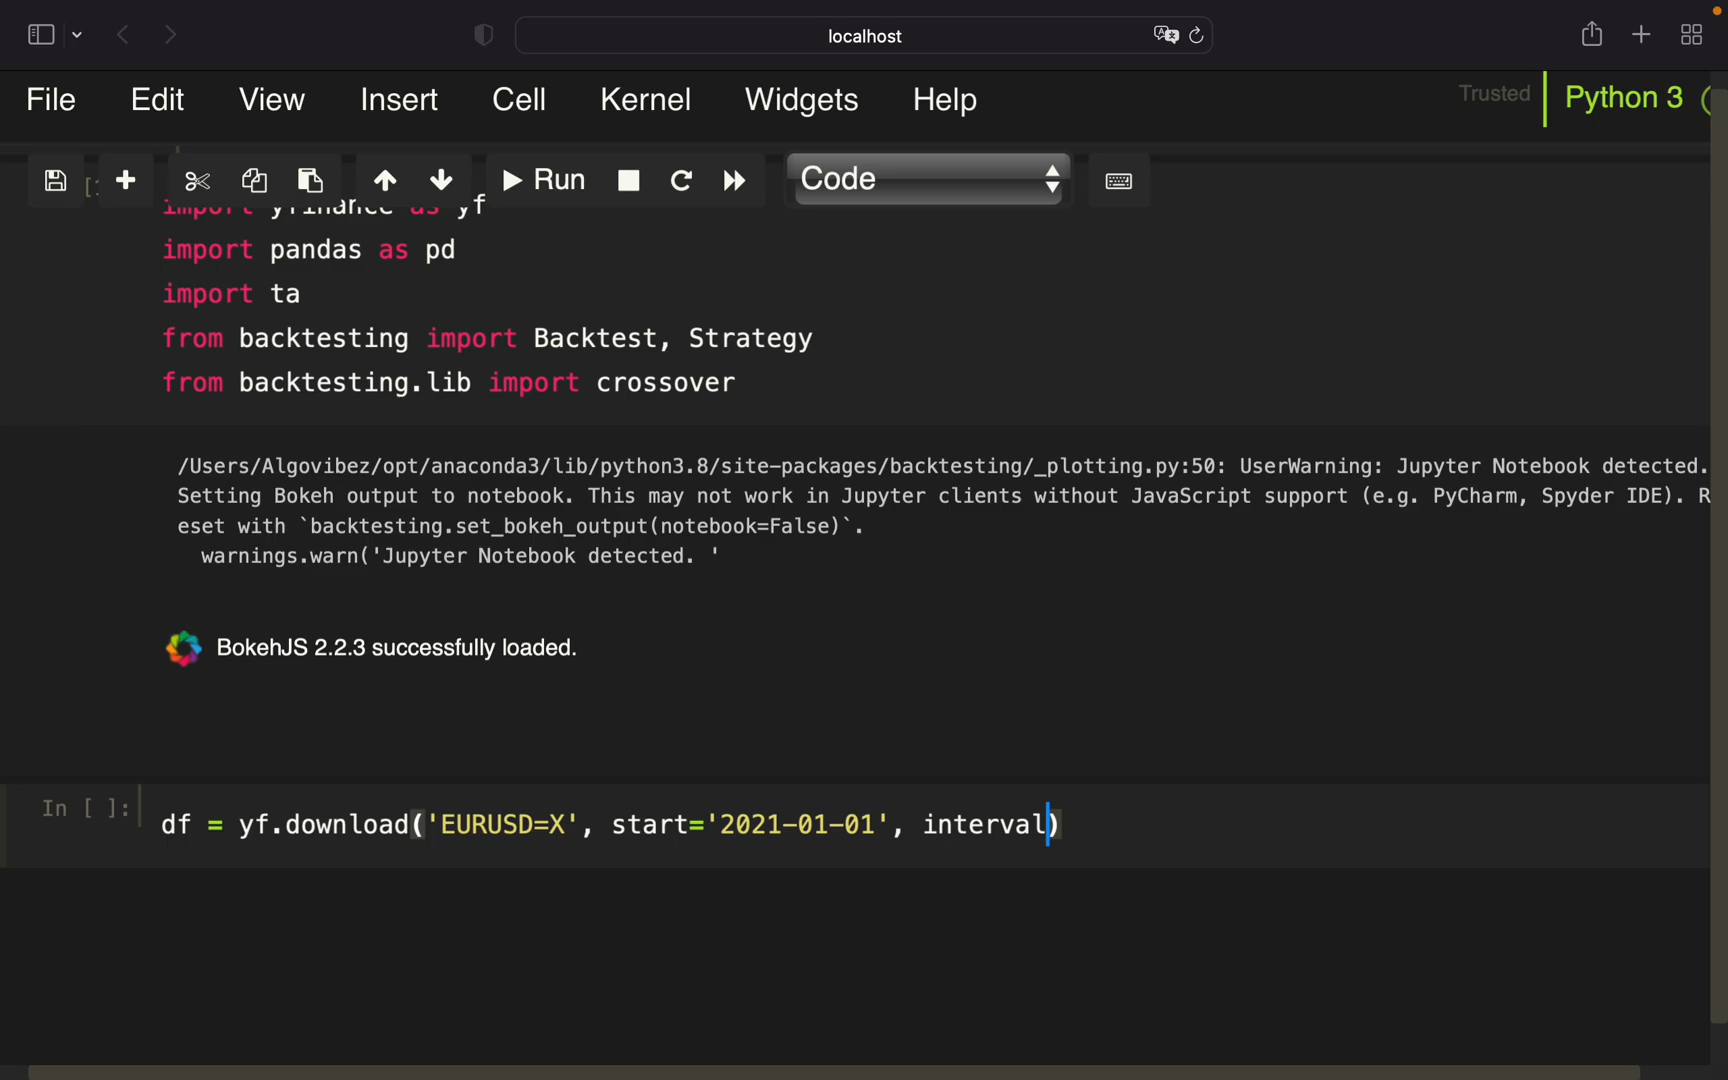 localhost
File Edit View Insert Cell Kernel Widgets Help Trusted Python 3
Run Code
import yfinance as yf
import pandas as pd
import ta
from backtesting import Backtest, Strategy
from backtesting.lib import crossover
/Users/Algovibez/opt/anaconda3/lib/python3.8/site-packages/backtesting/_plotting.py:50: UserWarning: Jupyter Notebook detected.
Setting Bokeh output to notebook. This may not work in Jupyter clients without JavaScript support (e.g. PyCharm, Spyder IDE). R
eset with `backtesting.set_bokeh_output(notebook=False)`.
warnings.warn('Jupyter Notebook detected. '
BokehJS 2.2.3 successfully loaded.
In [ ]: df = yf.download('EURUSD=X', start='2021-01-01', interval)